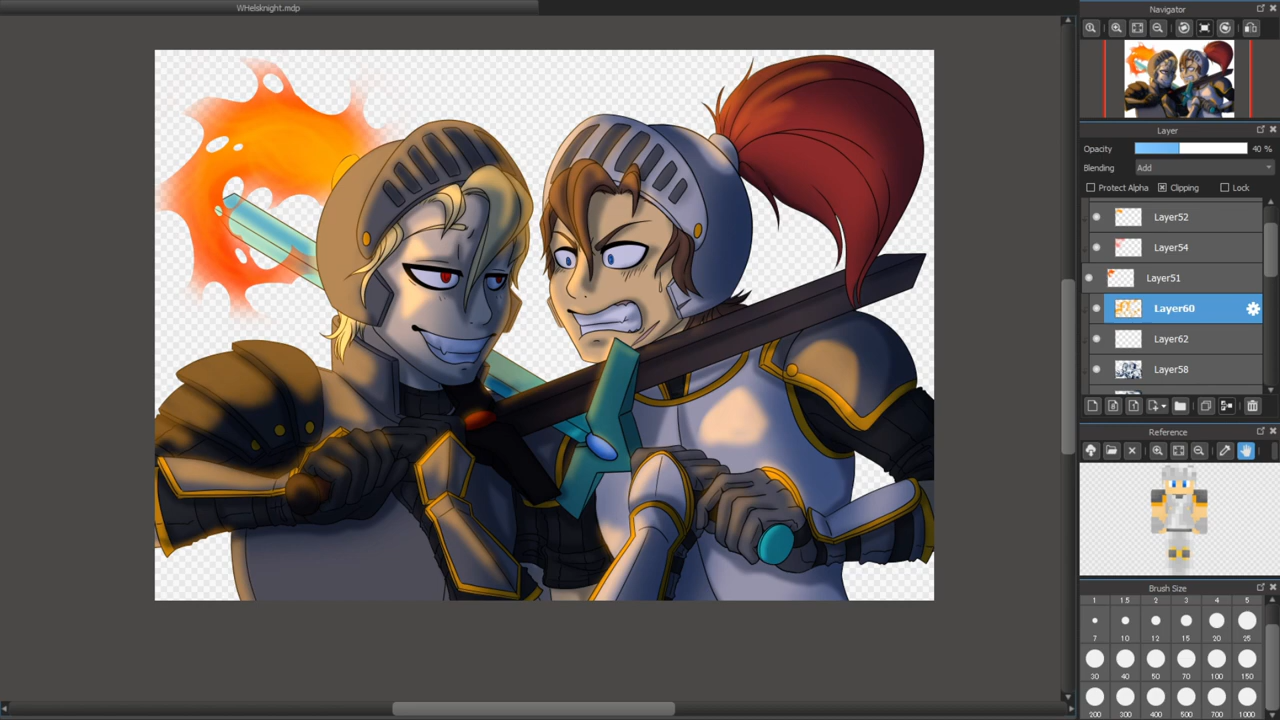 WHelsknight.mdp
Navigator
Layer
Opacity
40 %
Blending
Add
Protect Alpha
Clipping
Lock
Layer52
Layer54
Layer51
Layer60
Layer62
Layer58
Reference
Brush Size
1 1.5 2 3 4 5
7 10 12 15 20 25
30 40 50 70 100 150
200 300 400 500 700 1000